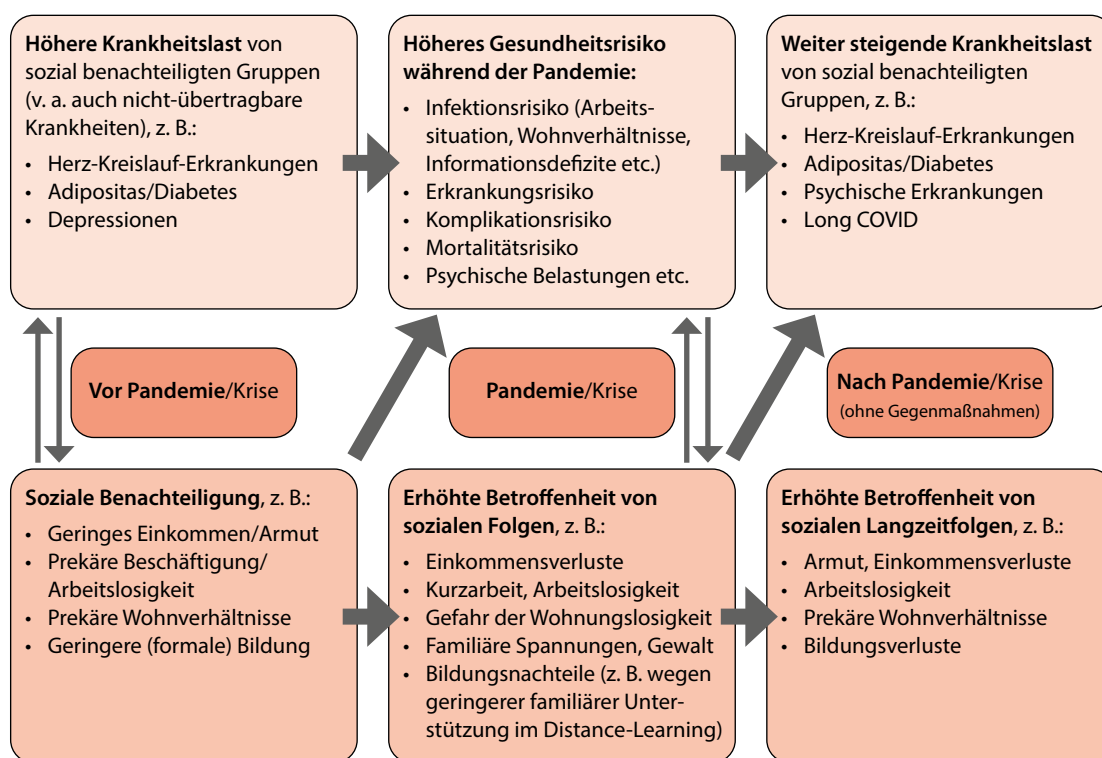 Höhere Krankheitslast von
sozial benachteiligten Gruppen
(v. a. auch nicht-übertragbare
Krankheiten), z. B.:
• Herz-Kreislauf-Erkrankungen
• Adipositas/Diabetes
• Depressionen
Höheres Gesundheitsrisiko
während der Pandemie:
• Infektionsrisiko (Arbeits-
situation, Wohnverhältnisse,
Informationsdefizite etc.)
• Erkrankungsrisiko
• Komplikationsrisiko
• Mortalitätsrisiko
• Psychische Belastungen etc.
Weiter steigende Krankheitslast
von sozial benachteiligten
Gruppen, z. B.:
• Herz-Kreislauf-Erkrankungen
• Adipositas/Diabetes
• Psychische Erkrankungen
• Long COVID
Vor Pandemie/Krise
Pandemie/Krise
Nach Pandemie/Krise
(ohne Gegenmaßnahmen)
Soziale Benachteiligung, z. B.:
• Geringes Einkommen/Armut
• Prekäre Beschäftigung/
Arbeitslosigkeit
• Prekäre Wohnverhältnisse
• Geringere (formale) Bildung
Erhöhte Betroffenheit von
sozialen Folgen, z. B.:
• Einkommensverluste
• Kurzarbeit, Arbeitslosigkeit
• Gefahr der Wohnungslosigkeit
• Familiäre Spannungen, Gewalt
• Bildungsnachteile (z. B. wegen
geringerer familiärer Unter-
stützung im Distance-Learning)
Erhöhte Betroffenheit von
sozialen Langzeitfolgen, z. B.:
• Armut, Einkommensverluste
• Arbeitslosigkeit
• Prekäre Wohnverhältnisse
• Bildungsverluste